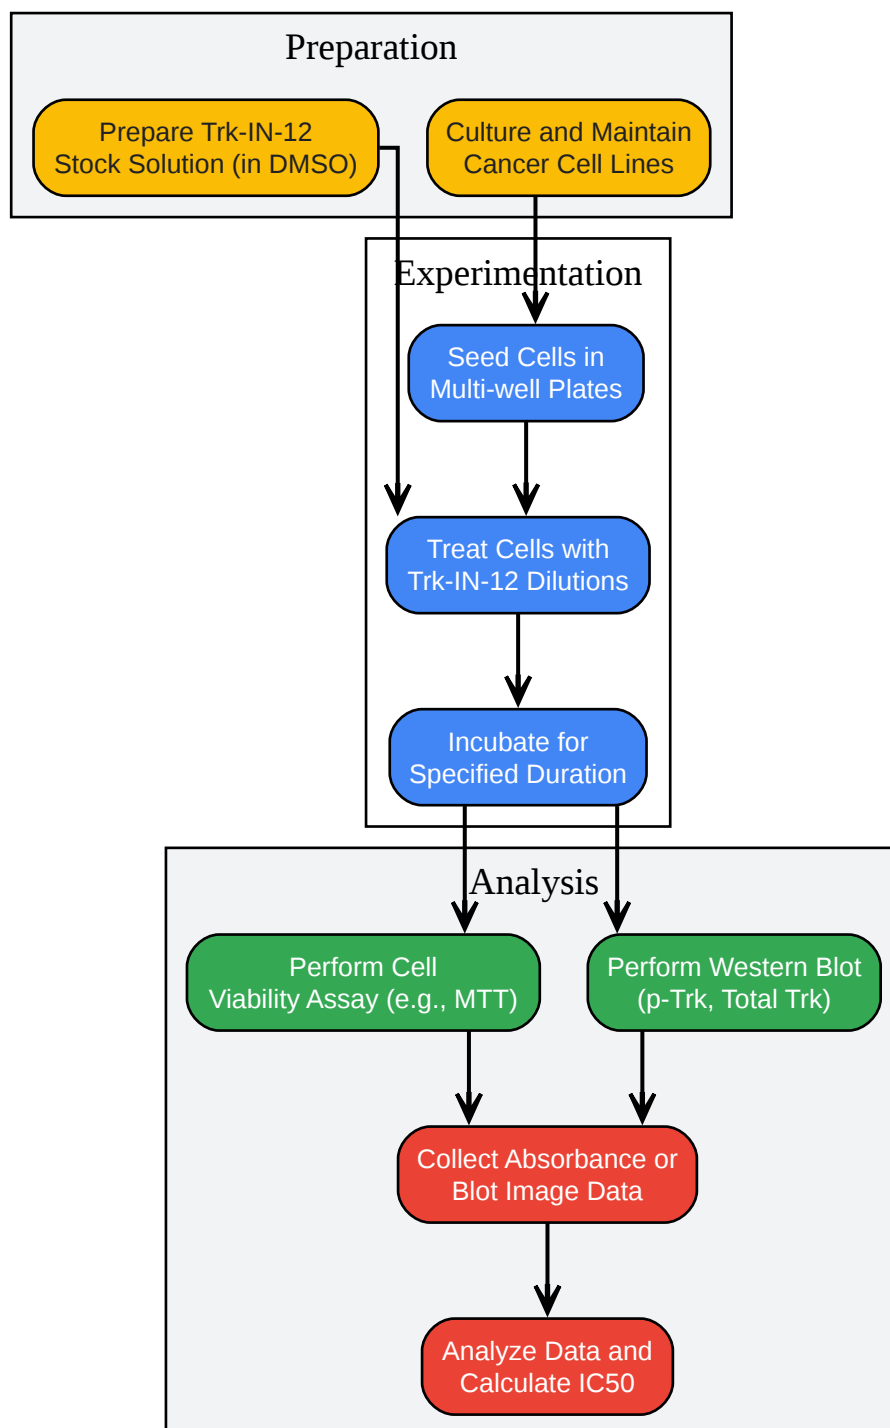 Preparation
Prepare Trk-IN-12
Stock Solution (in DMSO)
Culture and Maintain
Cancer Cell Lines
Experimentation
Seed Cells in
Multi-well Plates
Treat Cells with
Trk-IN-12 Dilutions
Incubate for
Specified Duration
Analysis
Perform Cell
Viability Assay (e.g., MTT)
Perform Western Blot
(p-Trk, Total Trk)
Collect Absorbance or
Blot Image Data
Analyze Data and
Calculate IC50